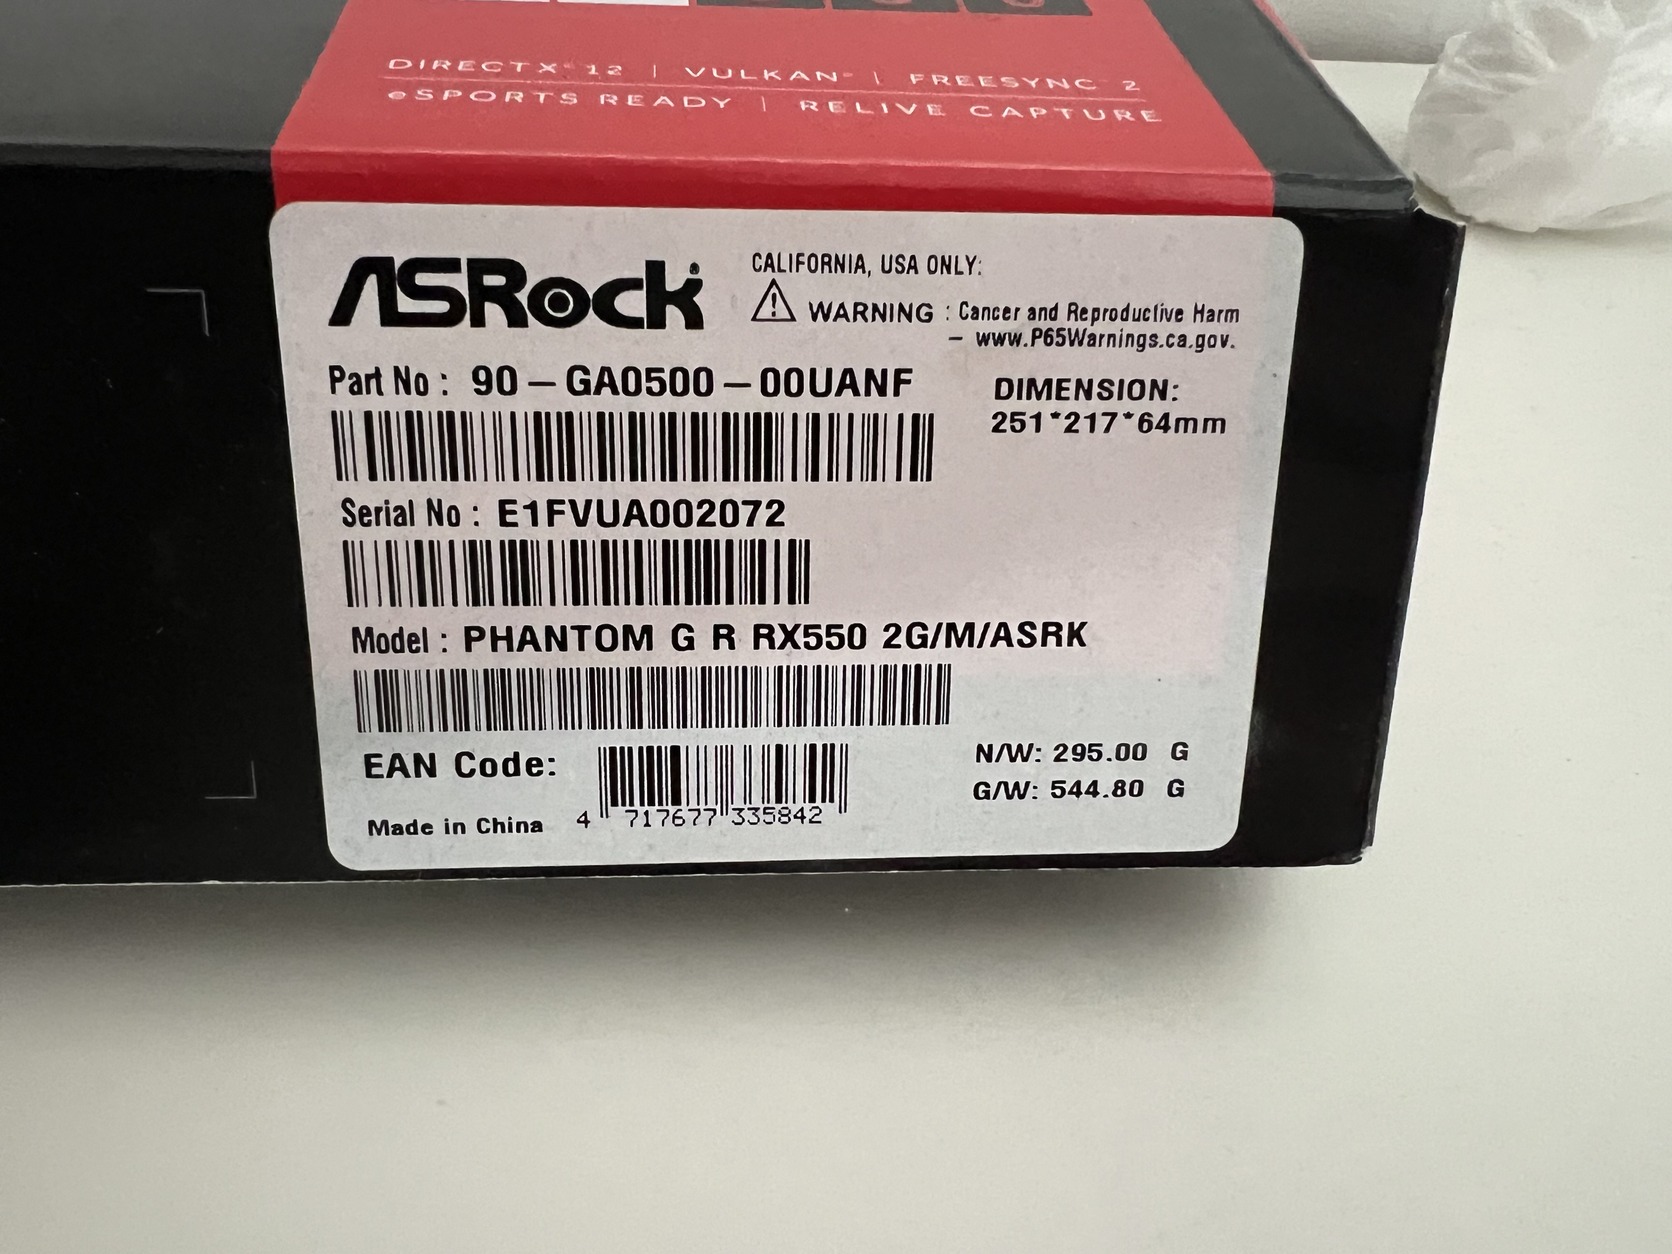 DIRECTX® 12 | VULKAN™ | FREESYNC™ 2
eSPORTS READY | RELIVE CAPTURE
ASRock
CALIFORNIA, USA ONLY:
WARNING : Cancer and Reproductive Harm
– www.P65Warnings.ca.gov.
Part No : 90-GA0500-00UANF
DIMENSION:
251*217*64mm
Serial No : E1FVUA002072
Model : PHANTOM G R RX550 2G/M/ASRK
EAN Code:
N/W: 295.00 G
G/W: 544.80 G
Made in China
4 717677 335842